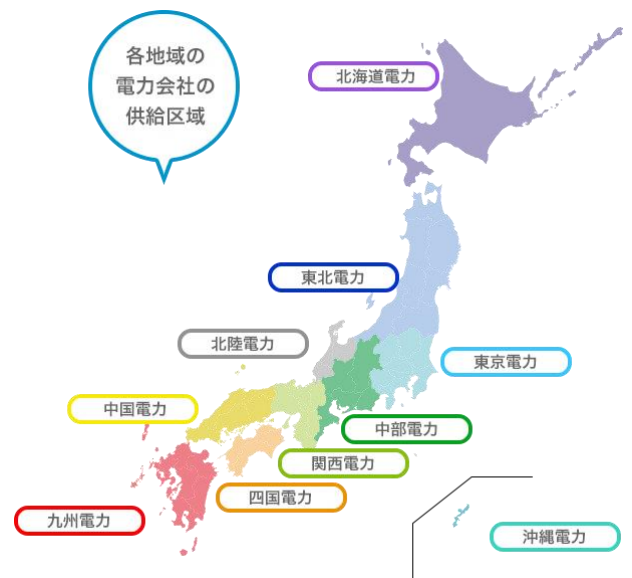 各地域の
電力会社の
供給区域
北海道電力
東北電力
北陸電力
東京電力
中国電力
中部電力
関西電力
四国電力
九州電力
沖縄電力